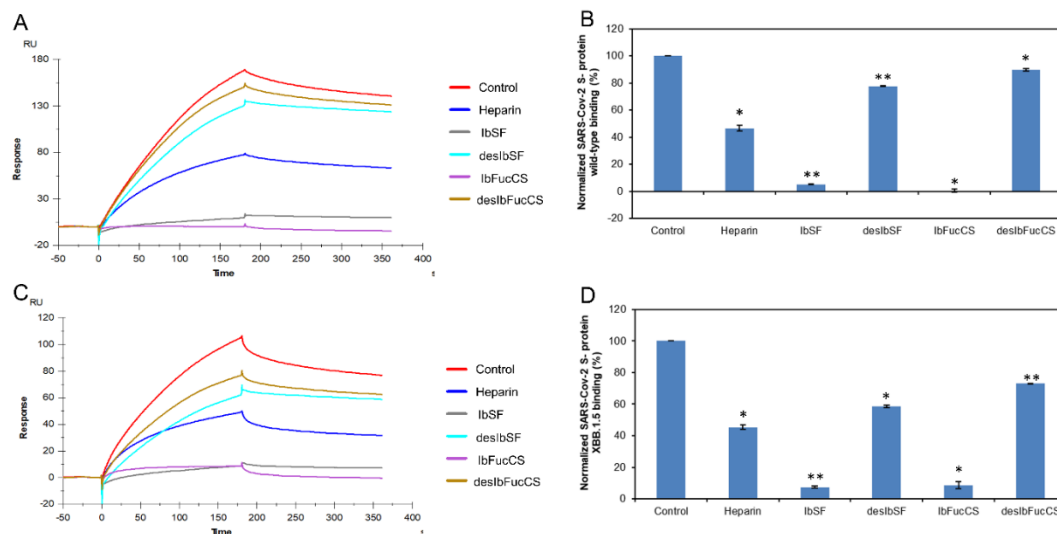 A
RU
180
130
80
30
-20
Response
-50
0
50
100
150
200
250
300
350
400
Time
s
Control
Heparin
IbSF
desIbSF
IbFucCS
desIbFucCS
B
Normalized SARS-Cov-2 S- protein
wild-type binding (%)
120
100
80
60
40
20
0
-20
*
**
**
*
*
Control
Heparin
IbSF
desIbSF
IbFucCS
desIbFucCS
C
RU
120
100
80
60
40
20
0
-20
Response
-50
0
50
100
150
200
250
300
350
400
Time
s
Control
Heparin
IbSF
desIbSF
IbFucCS
desIbFucCS
D
Normalized SARS-Cov-2 S- protein
XBB.1.5 binding (%)
120
100
80
60
40
20
0
*
**
*
*
**
Control
Heparin
IbSF
desIbSF
IbFucCS
desIbFucCS